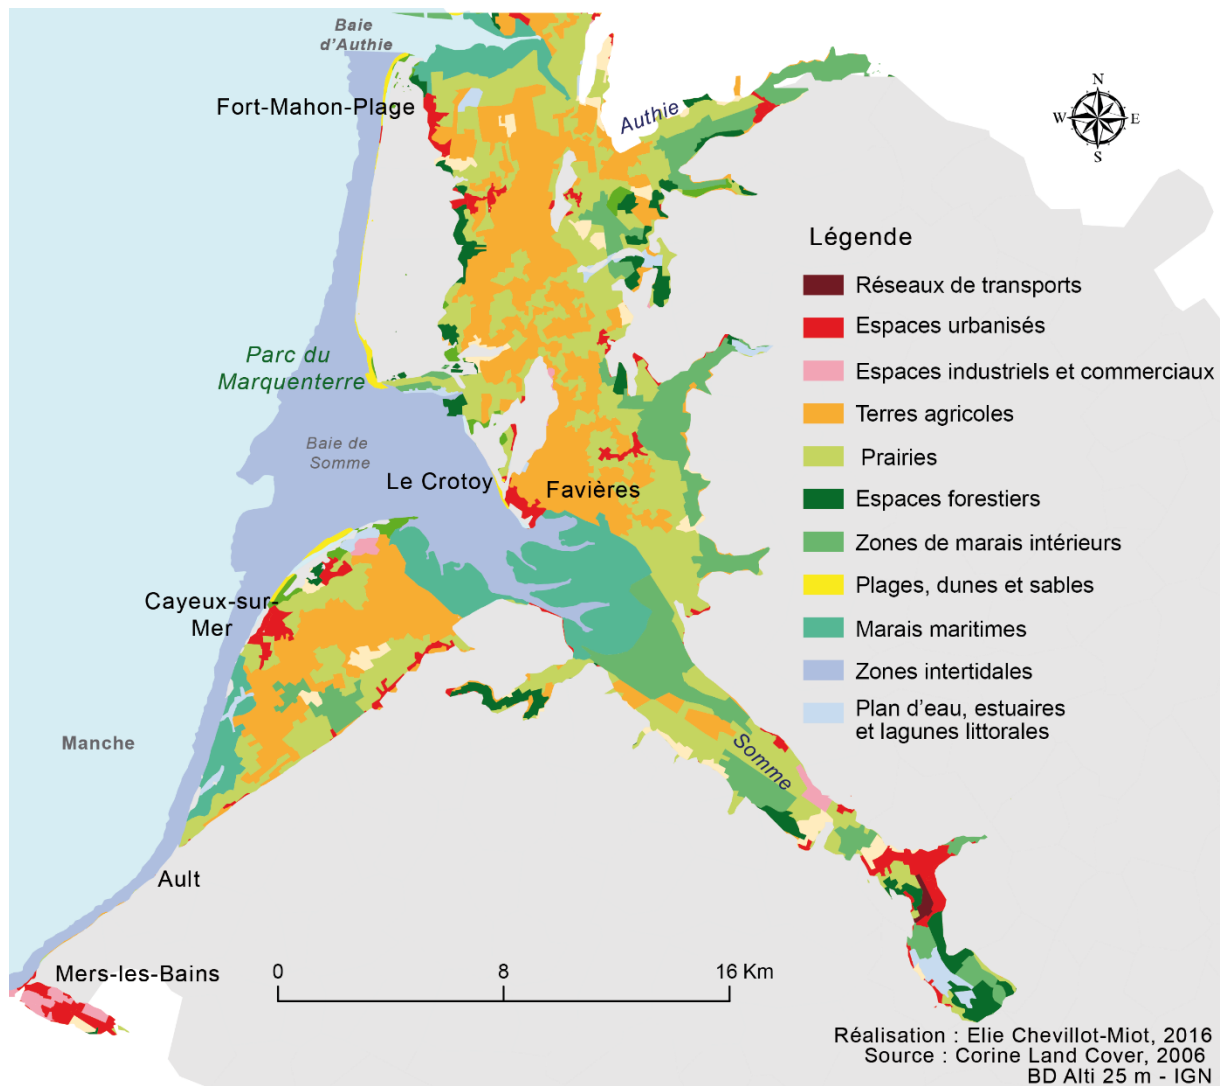 Baie
d'Authie
Fort-Mahon-Plage
Authie
N
W
E
S
Légende
Réseaux de transports
Espaces urbanisés
Espaces industriels et commerciaux
Terres agricoles
Prairies
Espaces forestiers
Zones de marais intérieurs
Plages, dunes et sables
Marais maritimes
Zones intertidales
Plan d'eau, estuaires
et lagunes littorales
Parc du
Marquenterre
Baie de
Somme
Le Crotoy
Favières
Cayeux-sur-
Mer
Manche
Somme
Ault
Mers-les-Bains
0
8
16 Km
Réalisation : Elie Chevillot-Miot, 2016
Source : Corine Land Cover, 2006
BD Alti 25 m - IGN